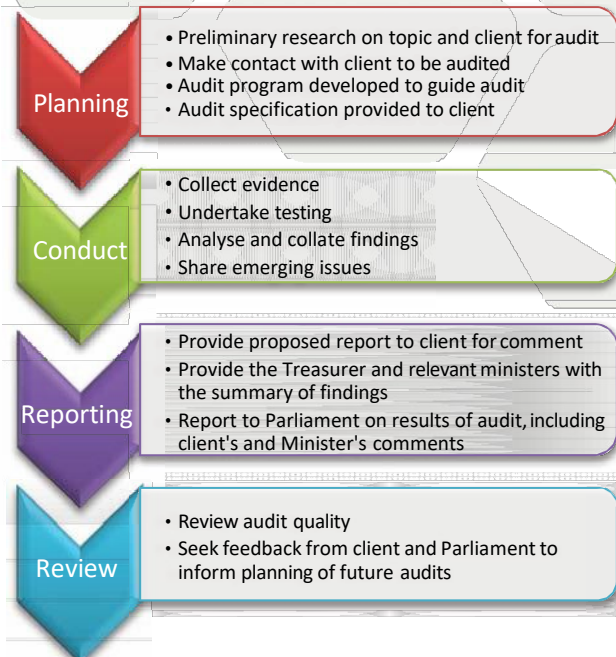 Planning
• Preliminary research on topic and client for audit
• Make contact with client to be audited
• Audit program developed to guide audit
• Audit specification provided to client
Conduct
• Collect evidence
• Undertake testing
• Analyse and collate findings
• Share emerging issues
Reporting
• Provide proposed report to client for comment
• Provide the Treasurer and relevant ministers with
the summary of findings
• Report to Parliament on results of audit, including
client's and Minister's comments
Review
• Review audit quality
• Seek feedback from client and Parliament to
inform planning of future audits